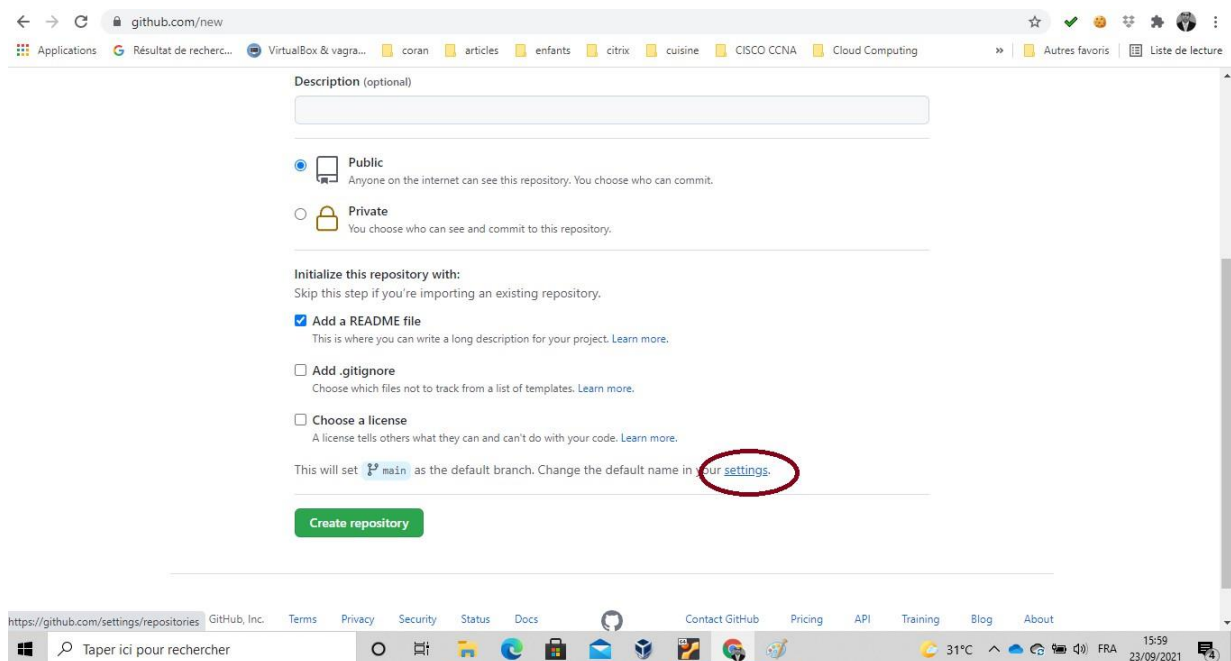 github.com/new
Applications
Résultat de recherc...
VirtualBox & vagra...
coran
articles
enfants
citrix
cuisine
CISCO CCNA
Cloud Computing
»
Autres favoris
Liste de lecture
Description (optional)
Public
Anyone on the internet can see this repository. You choose who can commit.
Private
You choose who can see and commit to this repository.
Initialize this repository with:
Skip this step if you're importing an existing repository.
Add a README file
This is where you can write a long description for your project. Learn more.
Add .gitignore
Choose which files not to track from a list of templates. Learn more.
Choose a license
A license tells others what they can and can't do with your code. Learn more.
This will set main as the default branch. Change the default name in your settings.
Create repository
https://github.com/settings/repositories
GitHub, Inc.
Terms
Privacy
Security
Status
Docs
Contact GitHub
Pricing
API
Training
Blog
About
Taper ici pour rechercher
31°C
FRA
15:59
23/09/2021